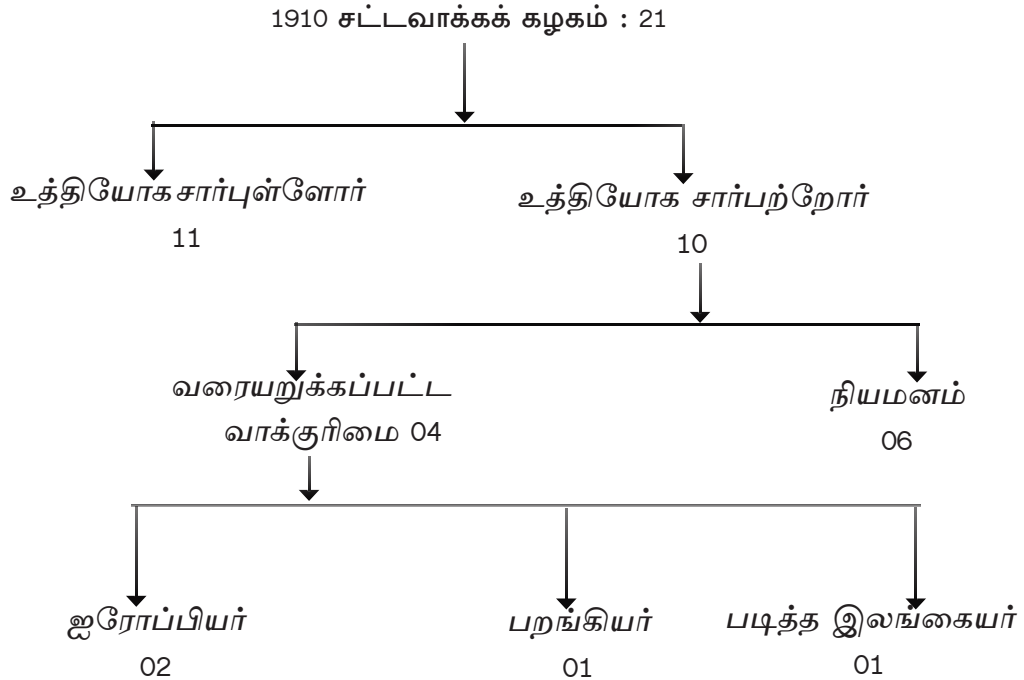 1910 சட்டவாக்கக் கழகம் : 21
உத்தியோகசார்புள்ளோர்
11
உத்தியோக சார்பற்றோர்
10
வரையறுக்கப்பட்ட
வாக்குரிமை 04
நியமனம்
06
ஐரோப்பியர்
02
பறங்கியர்
01
படித்த இலங்கையர்
01